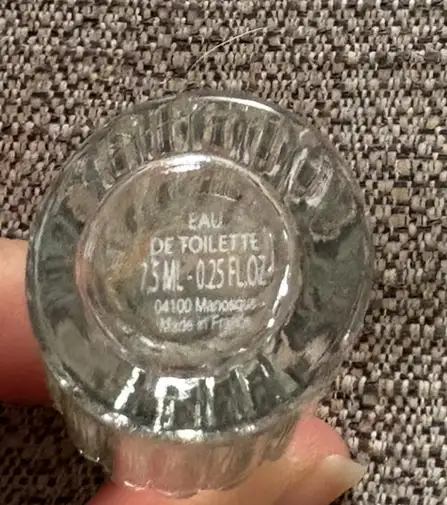 EAU
DE TOILETTE
7.5 ML - 0.25 FL.OZ.
04100 Manosque
Made in France